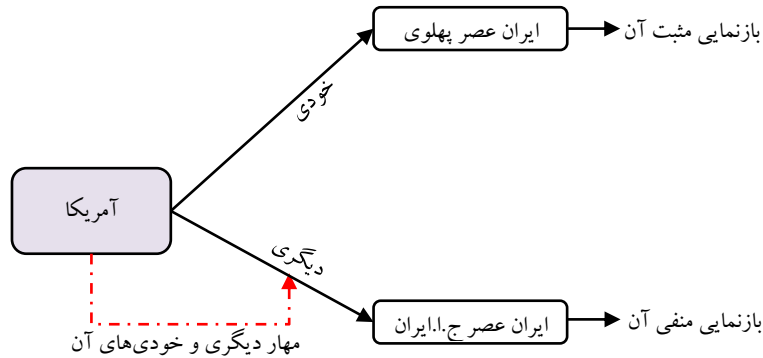 ایران عصر پهلوی
بازنمایی مثبت آن
خودی
آمریکا
دیگری
ایران عصر ج.ا.ایران
بازنمایی منفی آن
مهار دیگری و خودی‌های آن